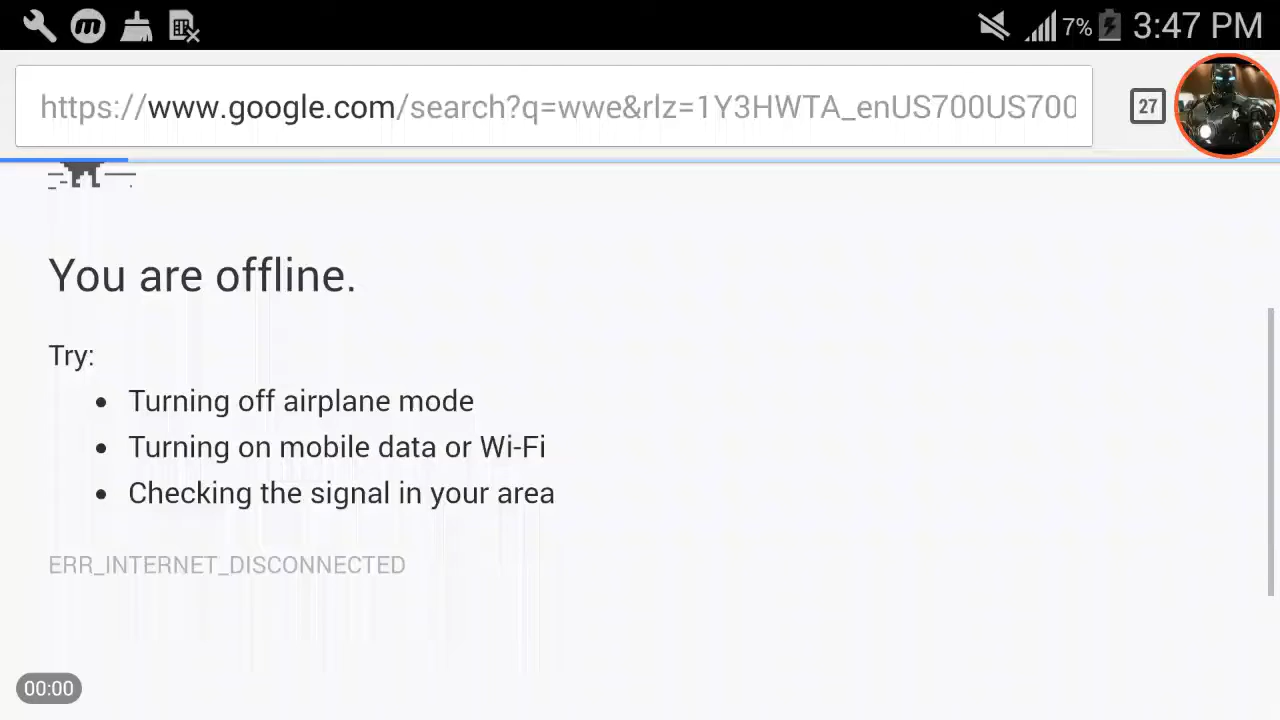 7% 3:47 PM
https://www.google.com/search?q=wwe&rlz=1Y3HWTA_enUS700US700
27
You are offline.
Try:
Turning off airplane mode
Turning on mobile data or Wi-Fi
Checking the signal in your area
ERR_INTERNET_DISCONNECTED
00:00